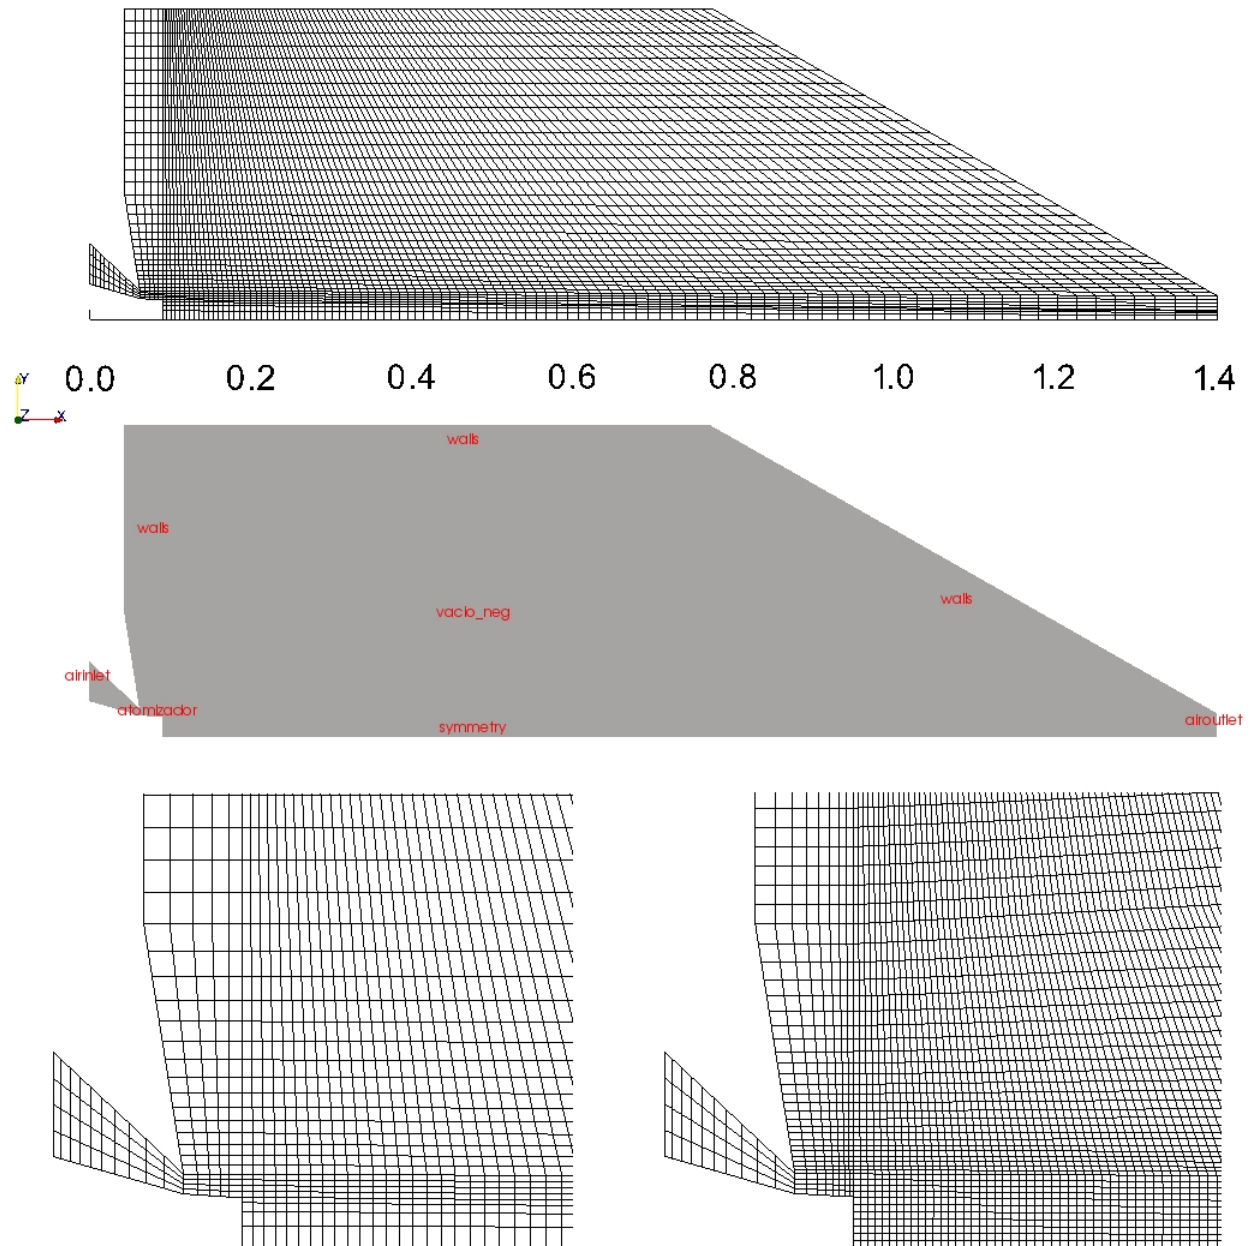 Y
Z X
0.0 0.2 0.4 0.6 0.8 1.0 1.2 1.4
walls
walls
walls
vacio_neg
airinlet
atomizador
airoutlet
symmetry